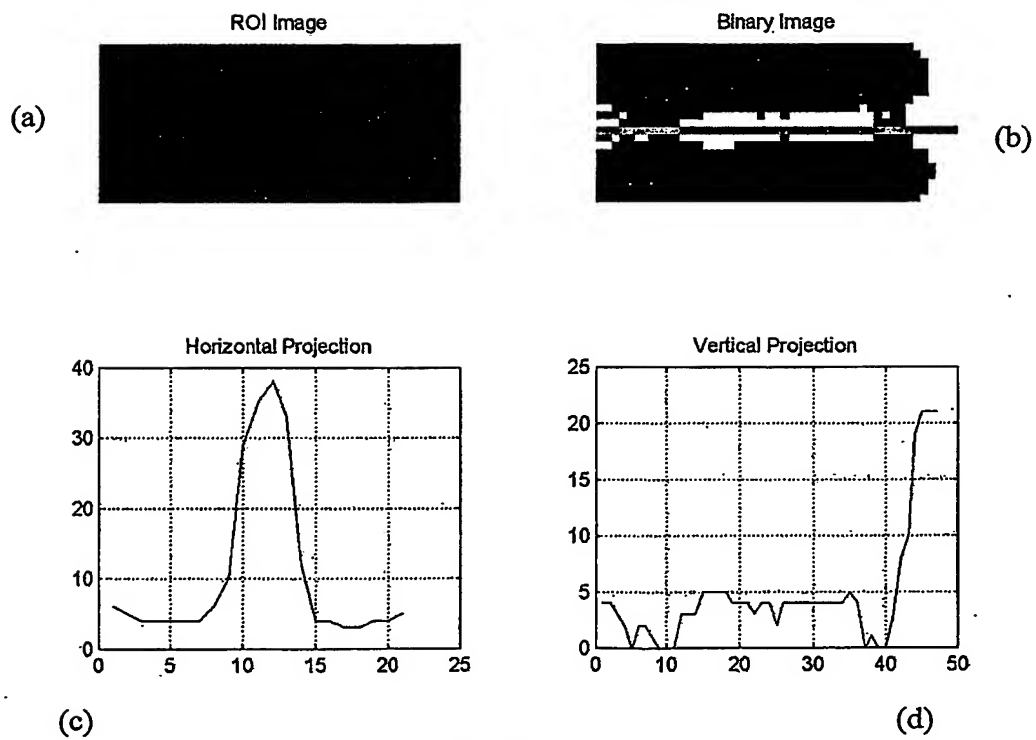 ROI Image
Binary Image
(a)
(b)
Horizontal Projection
Vertical Projection
40
30
20
10
0
0 5 10 15 20 25
25
20
15
10
5
0
0 10 20 30 40 50
(c)
(d)